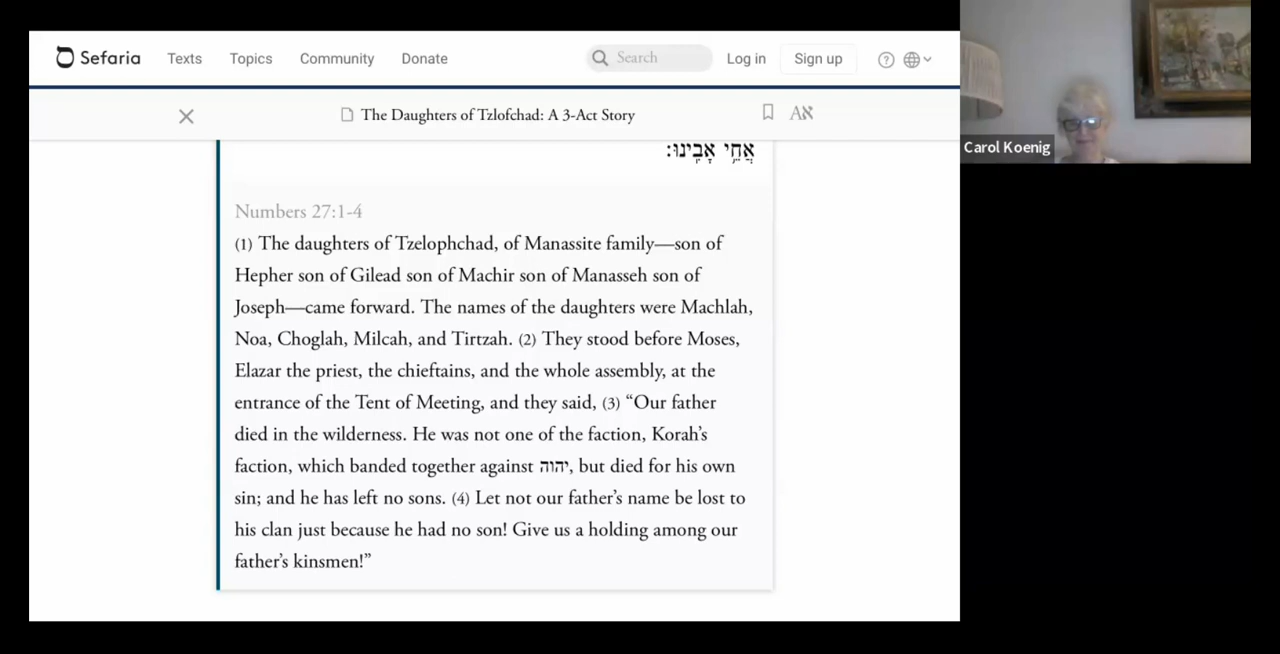 Sefaria Texts Topics Community Donate Search Log in Sign up
The Daughters of Tzlofchad: A 3-Act Story Aא
אֲחֵ֥י אָבִֽינוּ׃
Carol Koenig
Numbers 27:1-4
(1) The daughters of Tzelophchad, of Manassite family—son of
Hepher son of Gilead son of Machir son of Manasseh son of
Joseph—came forward. The names of the daughters were Machlah,
Noa, Choglah, Milcah, and Tirtzah. (2) They stood before Moses,
Elazar the priest, the chieftains, and the whole assembly, at the
entrance of the Tent of Meeting, and they said, (3) “Our father
died in the wilderness. He was not one of the faction, Korah’s
faction, which banded together against יהוה, but died for his own
sin; and he has left no sons. (4) Let not our father’s name be lost to
his clan just because he had no son! Give us a holding among our
father’s kinsmen!”